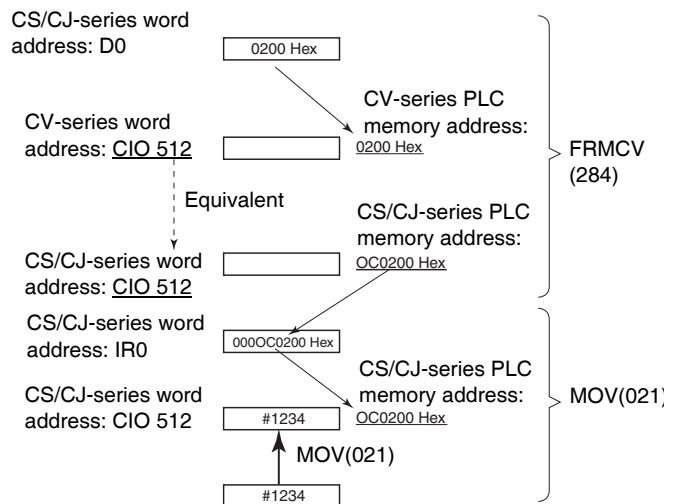 CS/CJ-series word
address: D0
0200 Hex
CV-series PLC
memory address:
0200 Hex
CV-series word
address: CIO 512
FRMCV
(284)
Equivalent
CS/CJ-series PLC
memory address:
OC0200 Hex
CS/CJ-series word
address: CIO 512
CS/CJ-series word
address: IR0
000OC0200 Hex
CS/CJ-series PLC
memory address:
OC0200 Hex
MOV(021)
CS/CJ-series word
address: CIO 512
#1234
MOV(021)
#1234